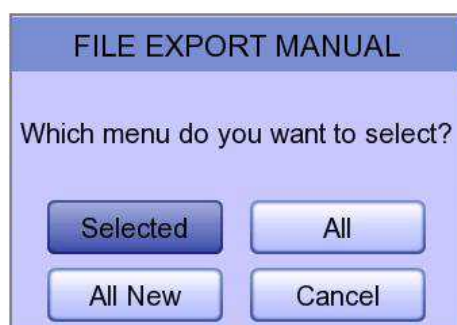 FILE EXPORT MANUAL
Which menu do you want to select?
Selected All
All New Cancel